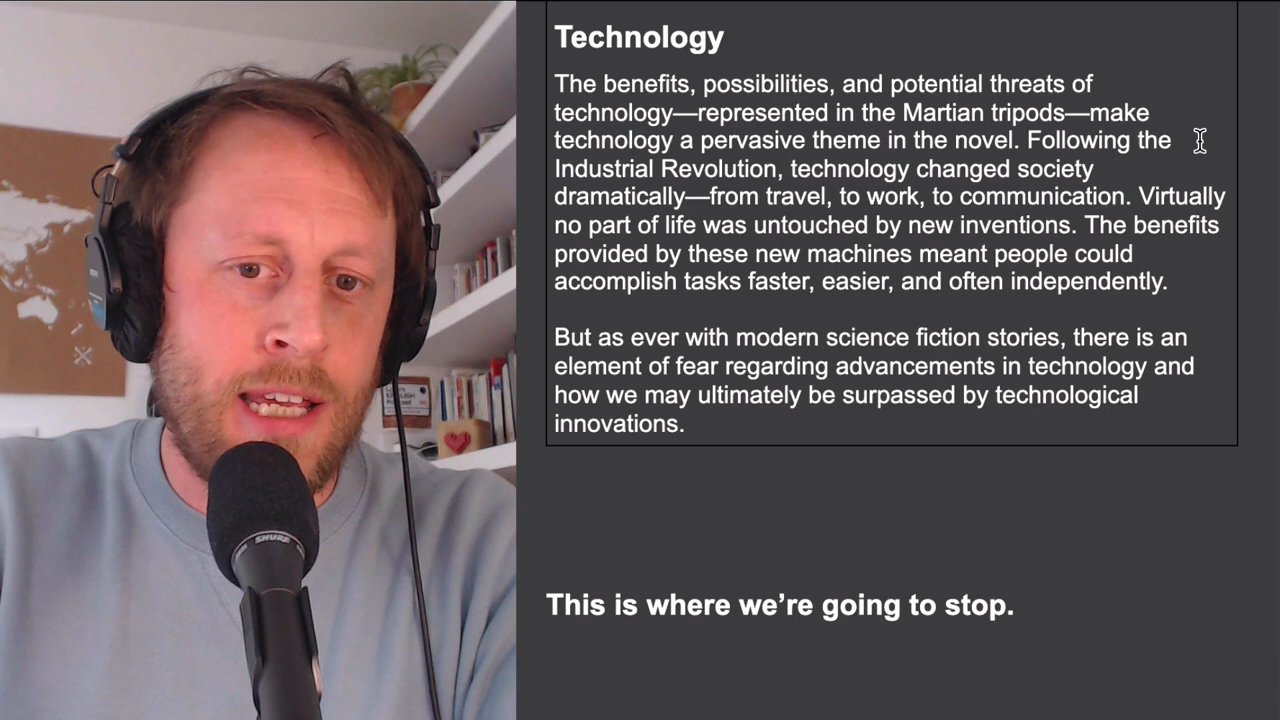 Technology
The benefits, possibilities, and potential threats of
technology—represented in the Martian tripods—make
technology a pervasive theme in the novel. Following the
Industrial Revolution, technology changed society
dramatically—from travel, to work, to communication. Virtually
no part of life was untouched by new inventions. The benefits
provided by these new machines meant people could
accomplish tasks faster, easier, and often independently.
But as ever with modern science fiction stories, there is an
element of fear regarding advancements in technology and
how we may ultimately be surpassed by technological
innovations.
This is where we’re going to stop.
SHURE